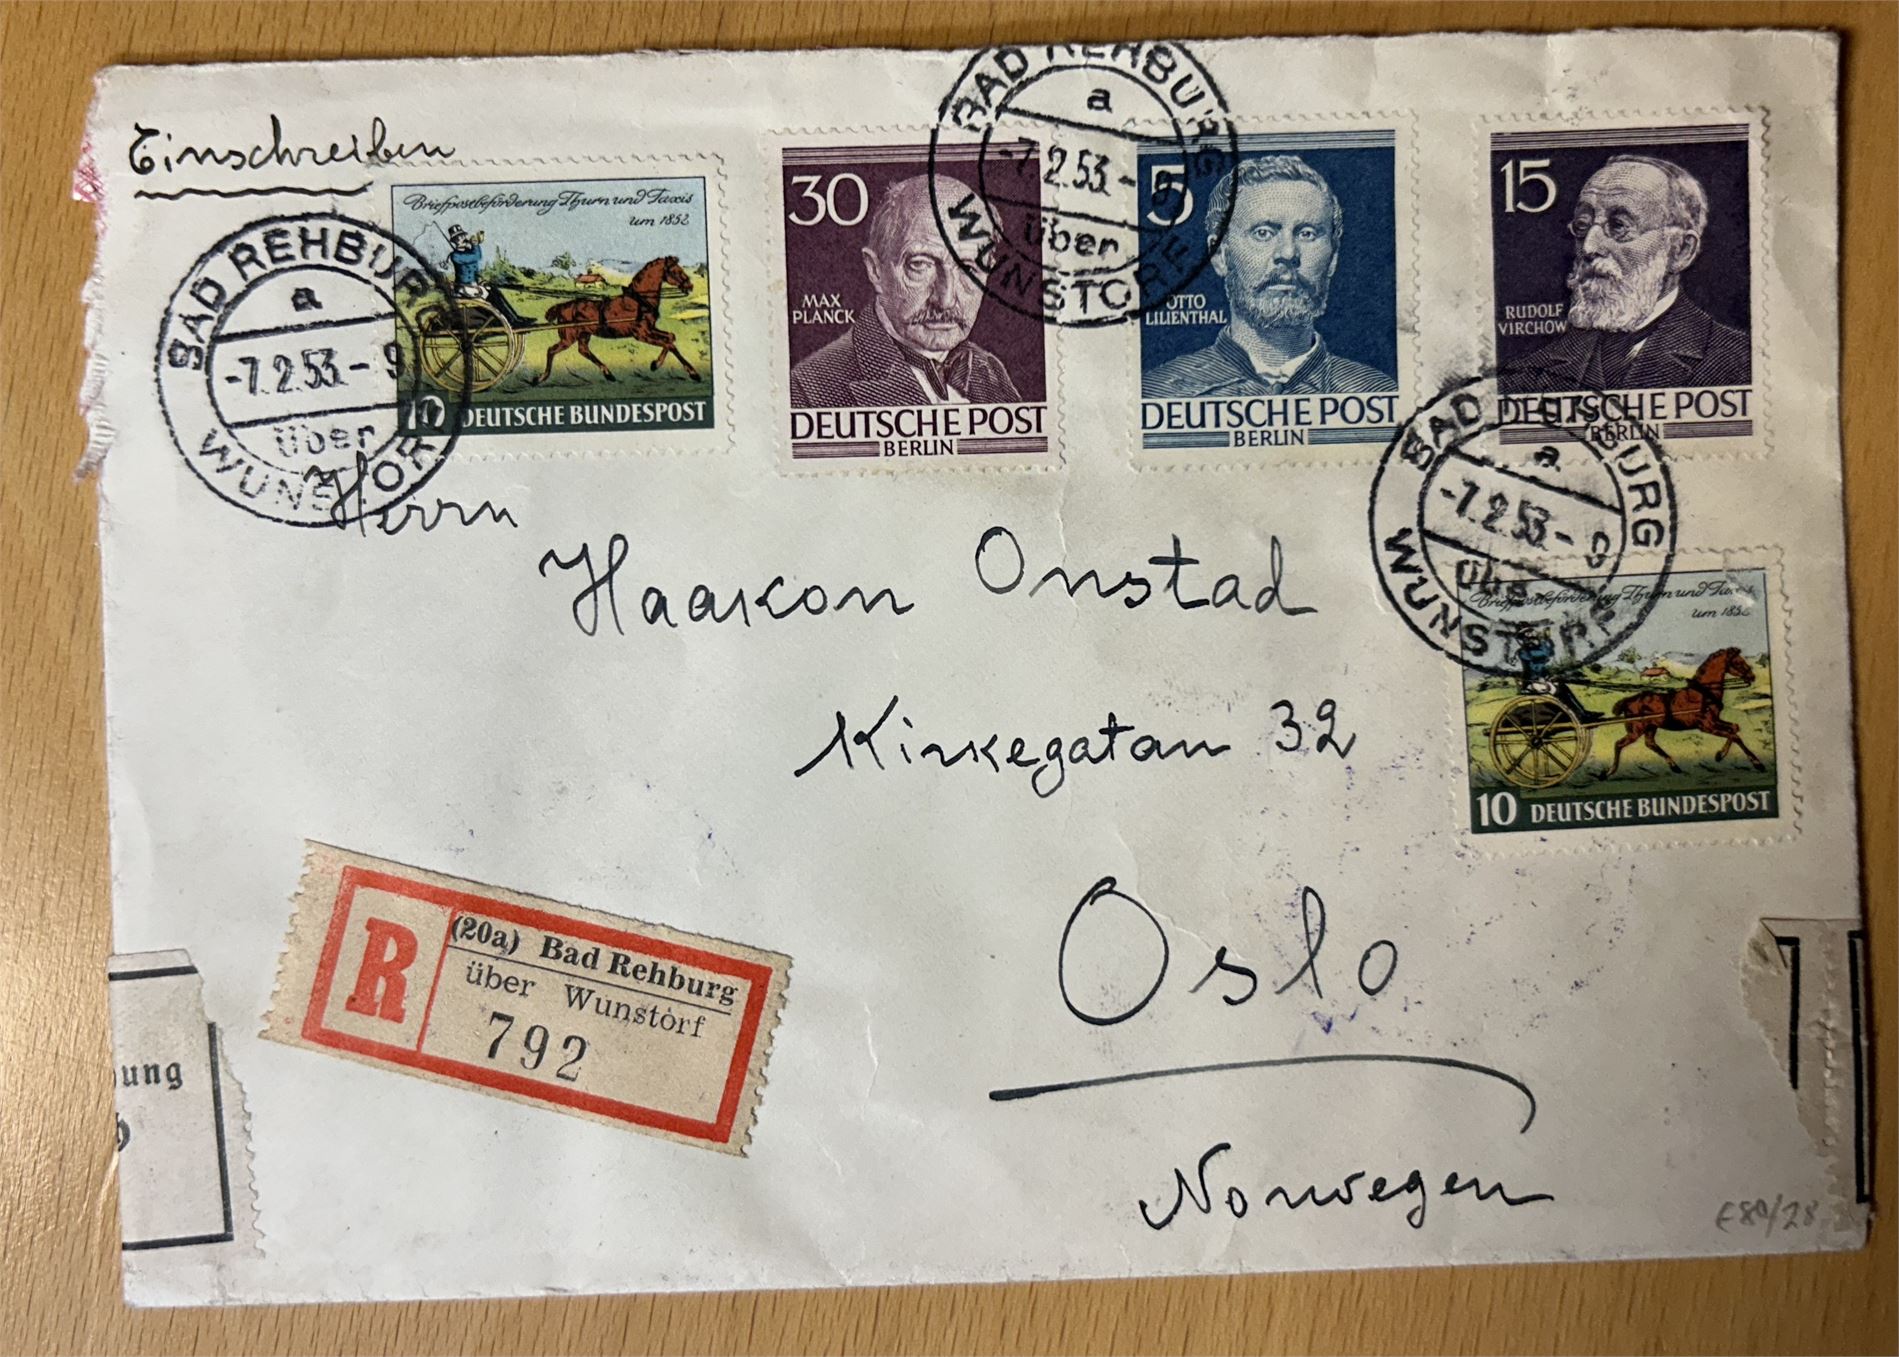 Einschreiben
Briefpostbeförderung Thurn und Taxis
um 1852
10 DEUTSCHE BUNDESPOST
BAD REHBURG
a
-7.2.53.-9
über
WUNSTORF
30
MAX
PLANCK
DEUTSCHE POST
BERLIN
BAD REHBURG
a
-7.2.53.-9
über
WUNSTORF
5
OTTO
LILIENTHAL
DEUTSCHE POST
BERLIN
15
RUDOLF
VIRCHOW
DEUTSCHE POST
BERLIN
BAD REHBURG
a
-7.2.53.-9
über
WUNSTORF
Briefpostbeförderung Thurn und Taxis
um 1852
10 DEUTSCHE BUNDESPOST
Herrn
Haakon Onstad
Kirkegatan 32
Oslo
Norwegen
R
(20a) Bad Rehburg
über Wunstorf
792
ung
E80/28